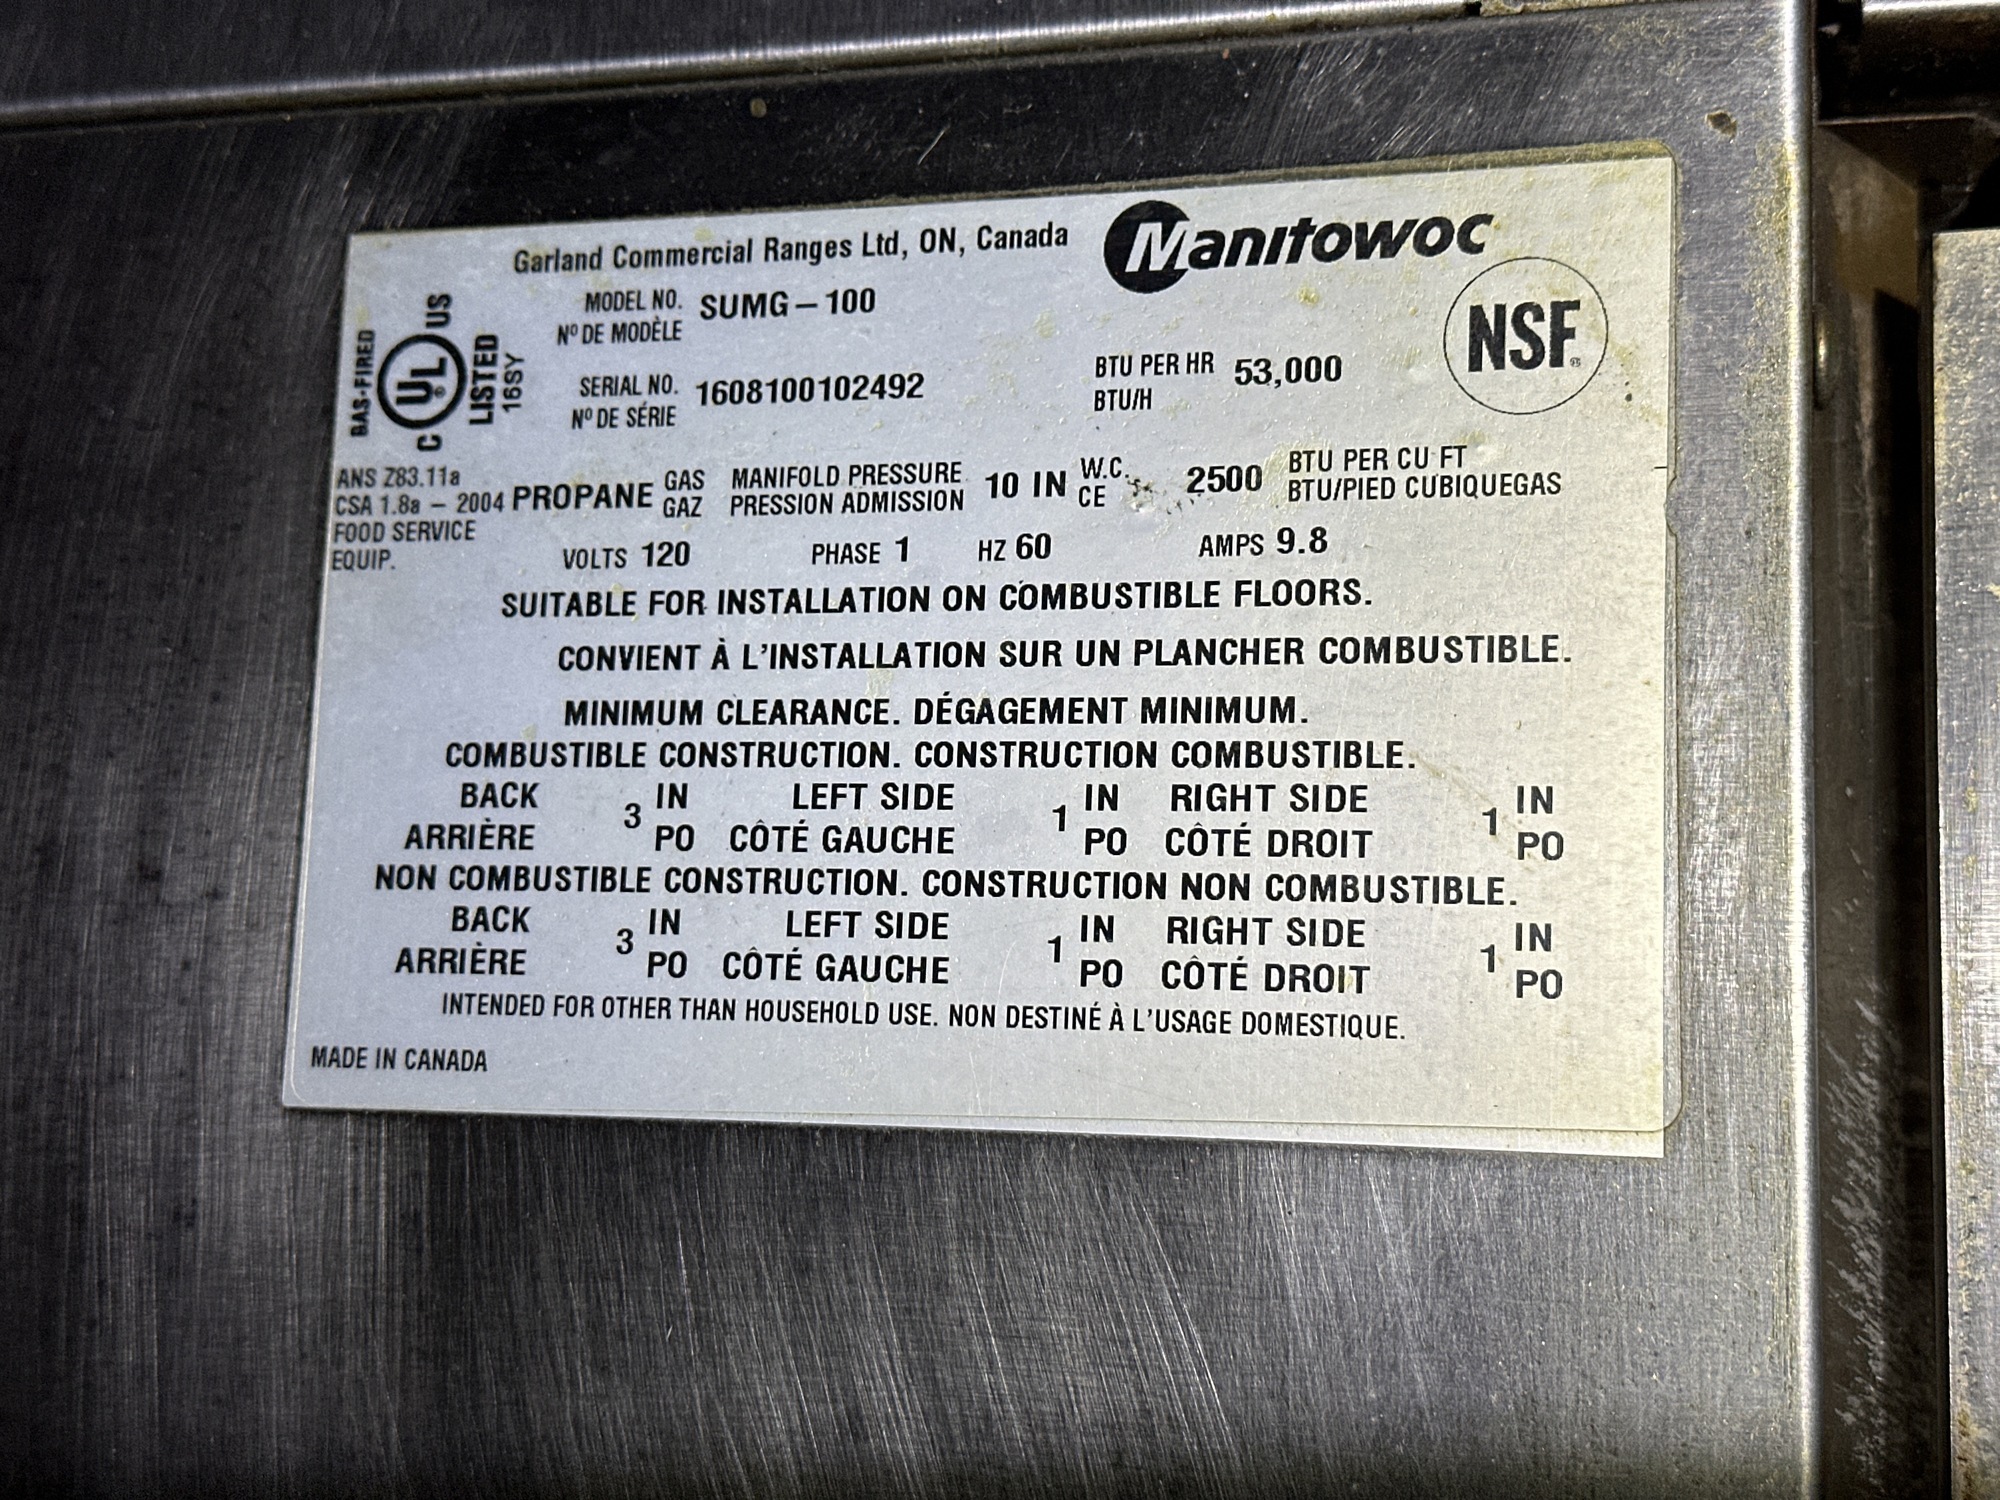 Garland Commercial Ranges Ltd, ON, Canada Manitowoc
BAS-FIRED
C UL US
®
LISTED
16SY
MODEL NO. SUMG – 100
Nº DE MODÈLE
NSF®
SERIAL NO. 1608100102492
Nº DE SÉRIE
BTU PER HR 53,000
BTU/H
ANS Z83.11a
CSA 1.8a – 2004
FOOD SERVICE
EQUIP.
PROPANE GAS
GAZ
MANIFOLD PRESSURE 10 IN W.C.
PRESSION ADMISSION CE
2500 BTU PER CU FT
BTU/PIED CUBIQUEGAS
VOLTS 120 PHASE 1 HZ 60 AMPS 9.8
SUITABLE FOR INSTALLATION ON COMBUSTIBLE FLOORS.
CONVIENT À L'INSTALLATION SUR UN PLANCHER COMBUSTIBLE.
MINIMUM CLEARANCE. DÉGAGEMENT MINIMUM.
COMBUSTIBLE CONSTRUCTION. CONSTRUCTION COMBUSTIBLE.
BACK 3 IN LEFT SIDE 1 IN RIGHT SIDE 1 IN
ARRIÈRE PO CÔTÉ GAUCHE PO CÔTÉ DROIT PO
NON COMBUSTIBLE CONSTRUCTION. CONSTRUCTION NON COMBUSTIBLE.
BACK 3 IN LEFT SIDE 1 IN RIGHT SIDE 1 IN
ARRIÈRE PO CÔTÉ GAUCHE PO CÔTÉ DROIT PO
INTENDED FOR OTHER THAN HOUSEHOLD USE. NON DESTINÉ À L'USAGE DOMESTIQUE.
MADE IN CANADA